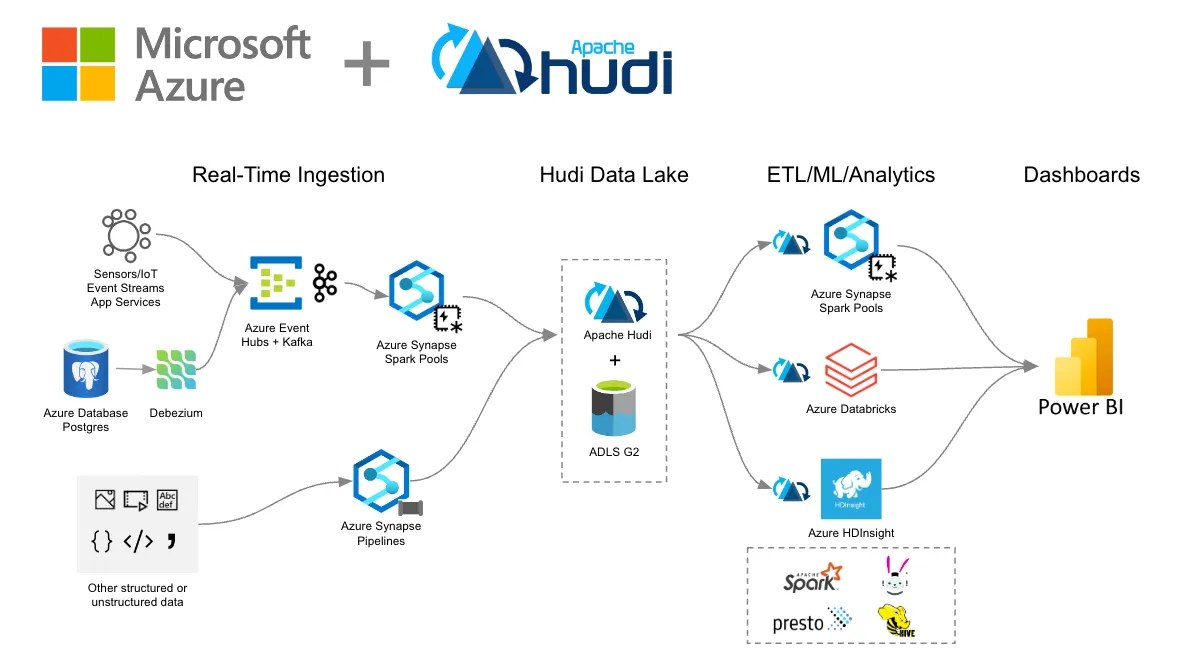 Microsoft
Azure
+
Apache
hudi
Real-Time Ingestion
Hudi Data Lake
ETL/ML/Analytics
Dashboards
Sensors/IoT
Event Streams
App Services
Azure Event
Hubs + Kafka
Azure Synapse
Spark Pools
Azure Database
Postgres
Debezium
Abc
def
{} </> ,
Other structured or
unstructured data
Azure Synapse
Pipelines
Apache Hudi
+
ADLS G2
Azure Synapse
Spark Pools
Azure Databricks
HDInsight
Azure HDInsight
APACHE
Spark
presto
HIVE
Power BI